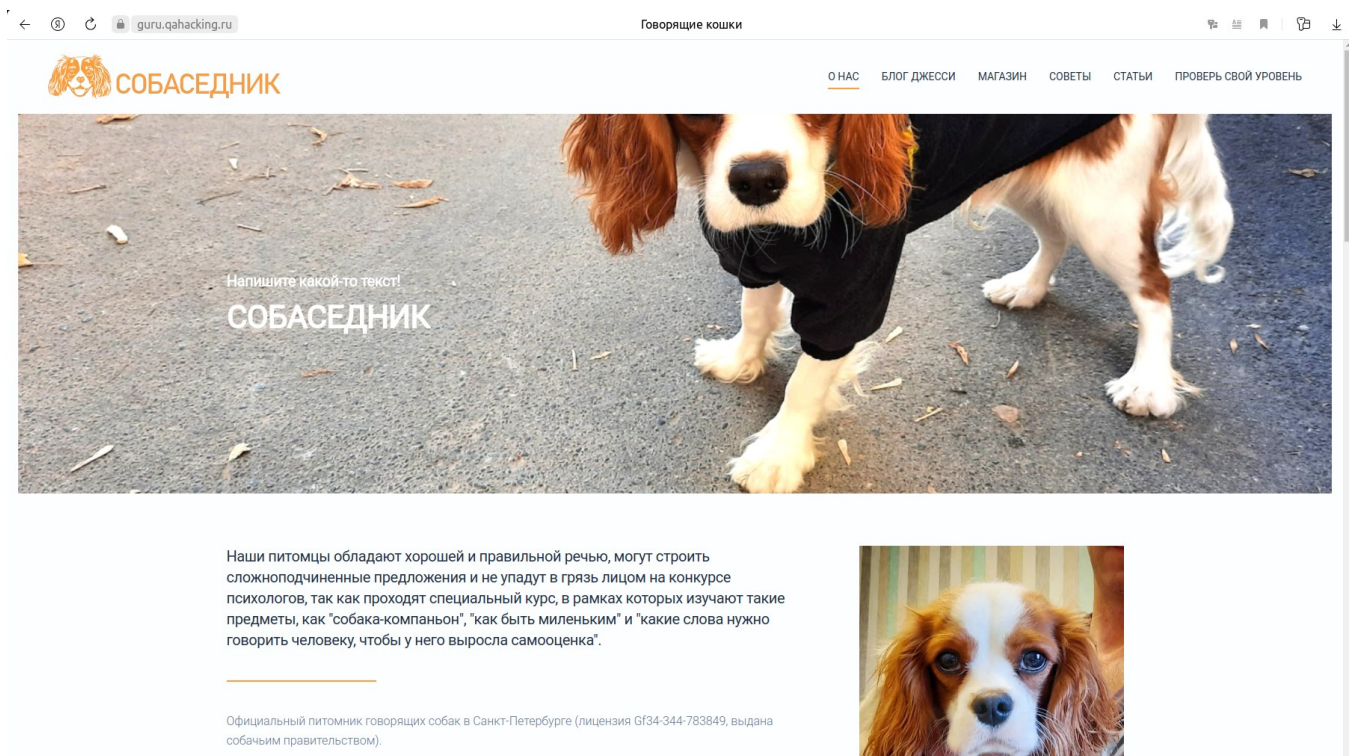 guru.qahacking.ru
Говорящие кошки
СОБАСЕДНИК
О НАС
БЛОГ ДЖЕССИ
МАГАЗИН
СОВЕТЫ
СТАТЬИ
ПРОВЕРЬ СВОЙ УРОВЕНЬ
Напишите какой-то текст!
СОБАСЕДНИК
Наши питомцы обладают хорошей и правильной речью, могут строить
сложноподчиненные предложения и не упадут в грязь лицом на конкурсе
психологов, так как проходят специальный курс, в рамках которых изучают такие
предметы, как "собака-компаньон", "как быть миленьким" и "какие слова нужно
говорить человеку, чтобы у него выросла самооценка".
Официальный питомник говорящих собак в Санкт-Петербурге (лицензия Gf34-344-783849, выдана
собачьим правительством).